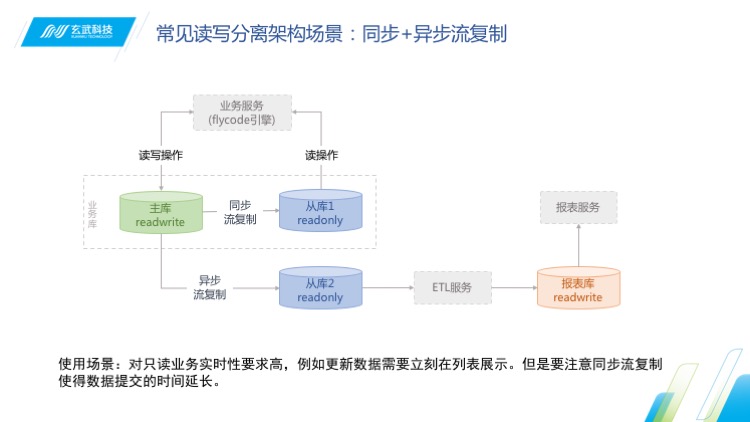 玄武科技
XUANWU TECHNOLOGY
常见读写分离架构场景：同步+异步流复制
业务服务
(flycode引擎)
读写操作
读操作
业务库
主库
readwrite
同步
流复制
从库1
readonly
报表服务
异步
流复制
从库2
readonly
ETL服务
报表库
readwrite
使用场景：对只读业务实时性要求高，例如更新数据需要立刻在列表展示。但是要注意同步流复制
使得数据提交的时间延长。